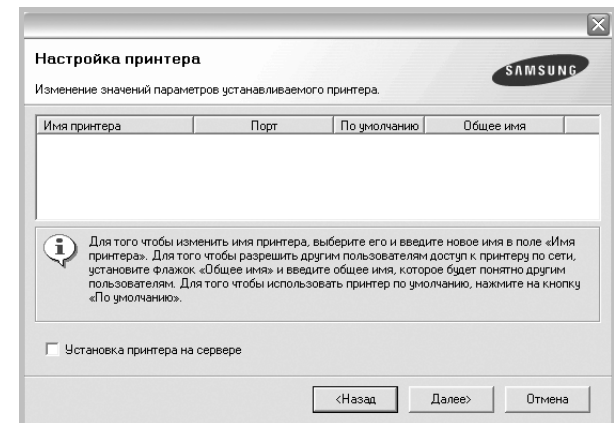 Настройка принтера
SAMSUNG
Изменение значений параметров устанавливаемого принтера.
Имя принтера Порт По умолчанию Общее имя
Для того чтобы изменить имя принтера, выберите его и введите новое имя в поле «Имя
принтера». Для того чтобы разрешить другим пользователям доступ к принтеру по сети,
установите флажок «Общее имя» и введите общее имя, которое будет понятно другим
пользователям. Для того чтобы использовать принтер по умолчанию, нажмите на кнопку
«По умолчанию».
Установка принтера на сервере
<Назад Далее> Отмена